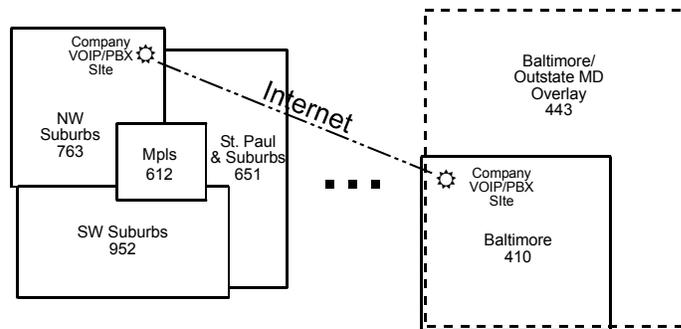 Company
VOIP/PBX
SIte
NW
Suburbs
763
Mpls
612
St. Paul
& Suburbs
651
SW Suburbs
952
Internet
Baltimore/
Outstate MD
Overlay
443
Company
VOIP/PBX
SIte
Baltimore
410